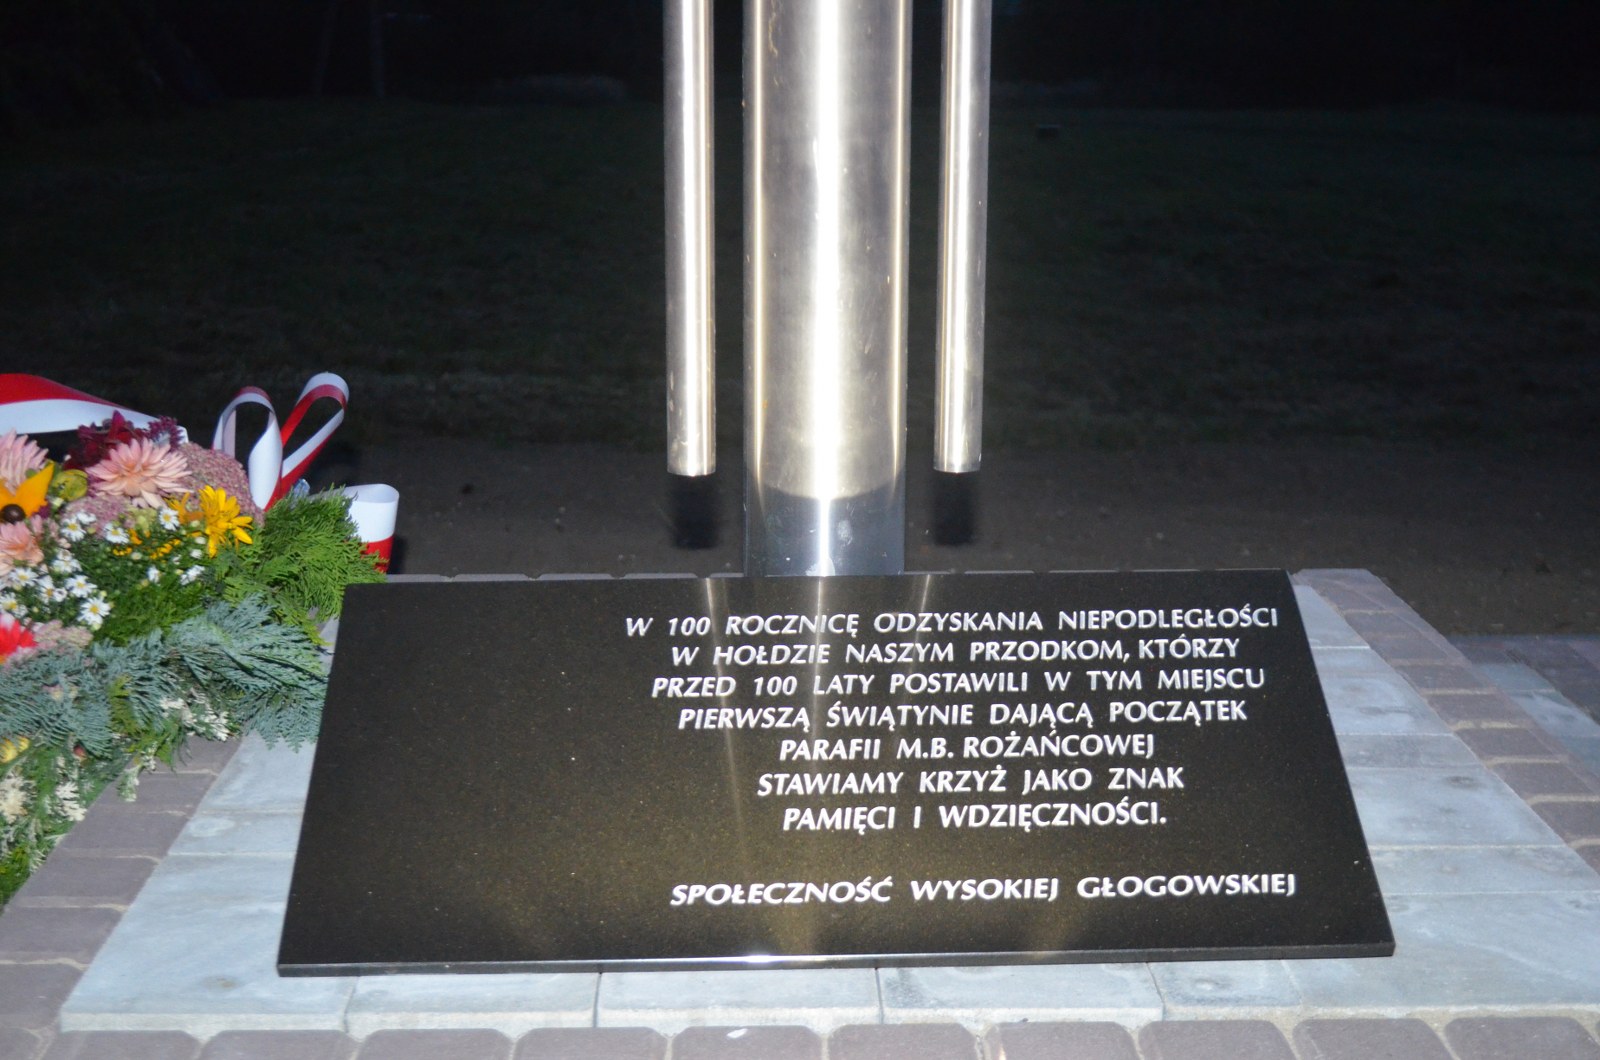 W 100 ROCZNICĘ ODZYSKANIA NIEPODLEGŁOŚCI
W HOŁDZIE NASZYM PRZODKOM, KTÓRZY
PRZED 100 LATY POSTAWILI W TYM MIEJSCU
PIERWSZĄ ŚWIĄTYNIE DAJĄCĄ POCZĄTEK
PARAFII M.B. ROŻAŃCOWEJ
STAWIAMY KRZYŻ JAKO ZNAK
PAMIĘCI I WDZIĘCZNOŚCI.
SPOŁECZNOŚĆ WYSOKIEJ GŁOGOWSKIEJ